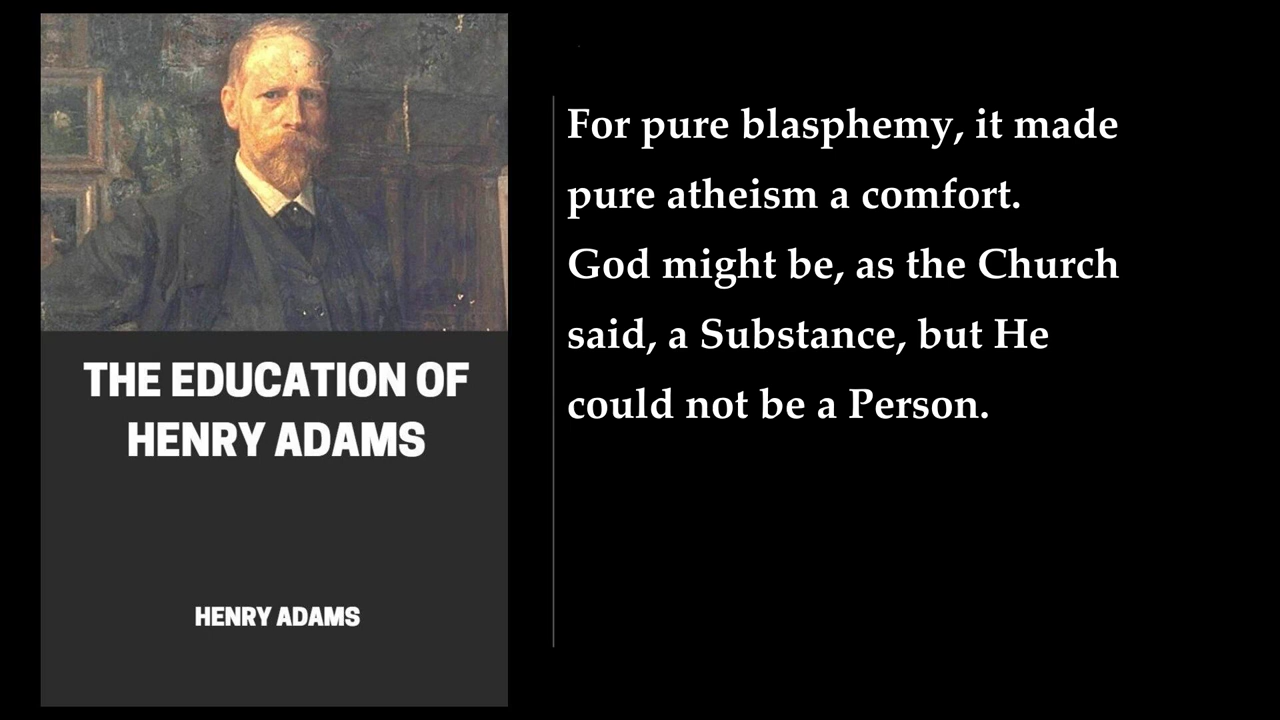 THE EDUCATION OF
HENRY ADAMS
HENRY ADAMS
For pure blasphemy, it made
pure atheism a comfort.
God might be, as the Church
said, a Substance, but He
could not be a Person.